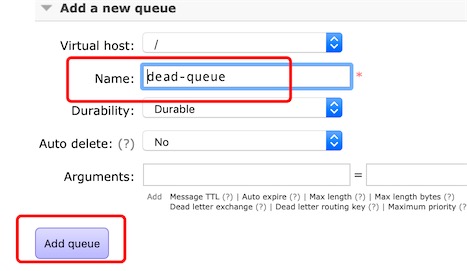 Add a new queue
Virtual host: /
Name: dead-queue *
Durability: Durable
Auto delete: (?) No
Arguments: =
Add Message TTL (?) | Auto expire (?) | Max length (?) | Max length bytes (?)
Dead letter exchange (?) | Dead letter routing key (?) | Maximum priority (?)
Add queue